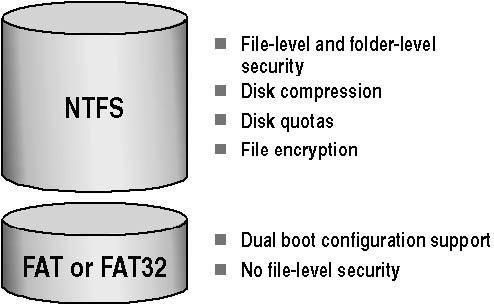 NTFS
File-level and folder-level
security
Disk compression
Disk quotas
File encryption
FAT or FAT32
Dual boot configuration support
No file-level security